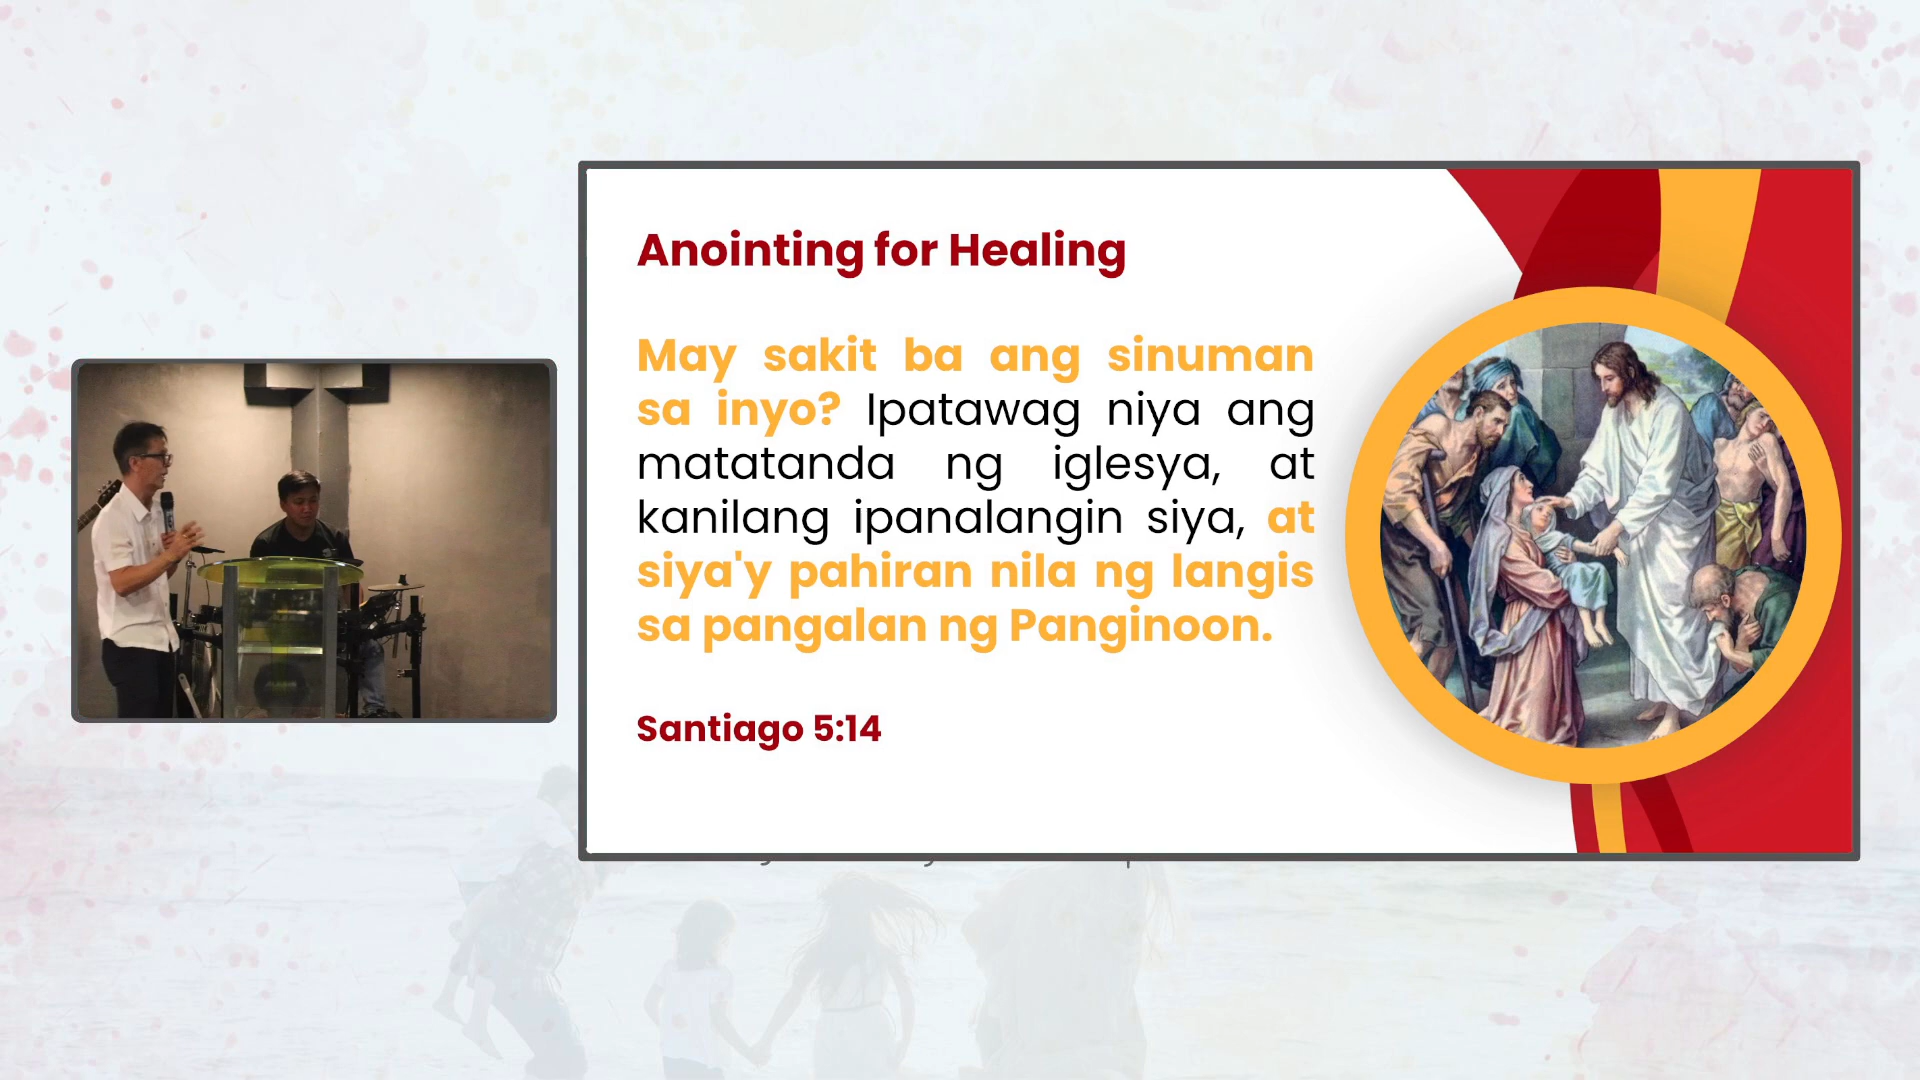 Anointing for Healing
May sakit ba ang sinuman
sa inyo? Ipatawag niya ang
matatanda ng iglesya, at
kanilang ipanalangin siya, at
siya'y pahiran nila ng langis
sa pangalan ng Panginoon.
Santiago 5:14